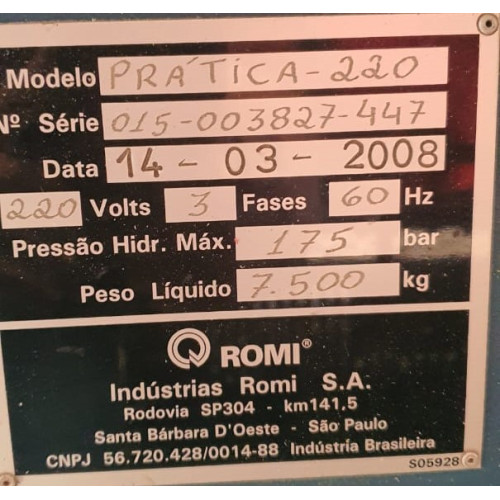 Modelo PRÁTICA-220
Nº Série 015-003827-447
Data 14-03-2008
220 Volts 3 Fases 60 Hz
Pressão Hidr. Máx. 175 bar
Peso Líquido 7.500 kg
ROMI®
Indústrias Romi S.A.
Rodovia SP304 - km141,5
Santa Bárbara D'Oeste - São Paulo
CNPJ 56.720.428/0014-88 Indústria Brasileira
S05928